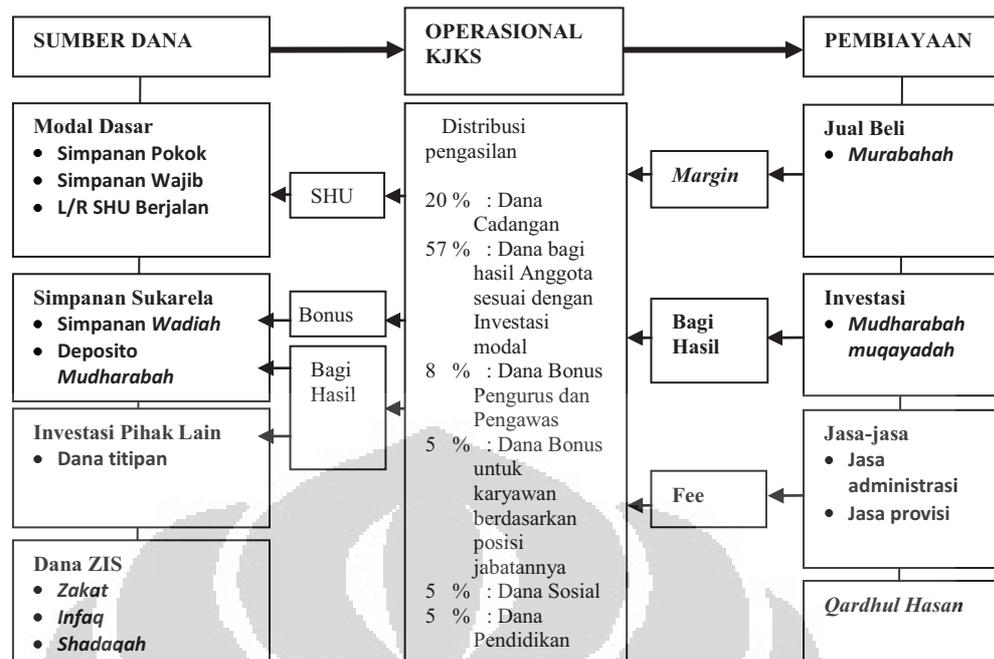 SUMBER DANA
OPERASIONAL
KJKS
PEMBIAYAAN
Modal Dasar
• Simpanan Pokok
• Simpanan Wajib
• L/R SHU Berjalan
SHU
Simpanan Sukarela
• Simpanan Wadiah
• Deposito
Mudharabah
Bonus
Bagi
Hasil
Investasi Pihak Lain
• Dana titipan
Dana ZIS
• Zakat
• Infaq
• Shadaqah
Distribusi
pengasilan
20 % : Dana
Cadangan
57 % : Dana bagi
hasil Anggota
sesuai dengan
Investasi
modal
8 % : Dana Bonus
Pengurus dan
Pengawas
5 % : Dana Bonus
untuk
karyawan
berdasarkan
posisi
jabatannya
5 % : Dana Sosial
5 % : Dana
Pendidikan
Margin
Bagi
Hasil
Fee
Jual Beli
• Murabahah
Investasi
• Mudharabah
muqayadah
Jasa-jasa
• Jasa
administrasi
• Jasa provisi
Qardhul Hasan